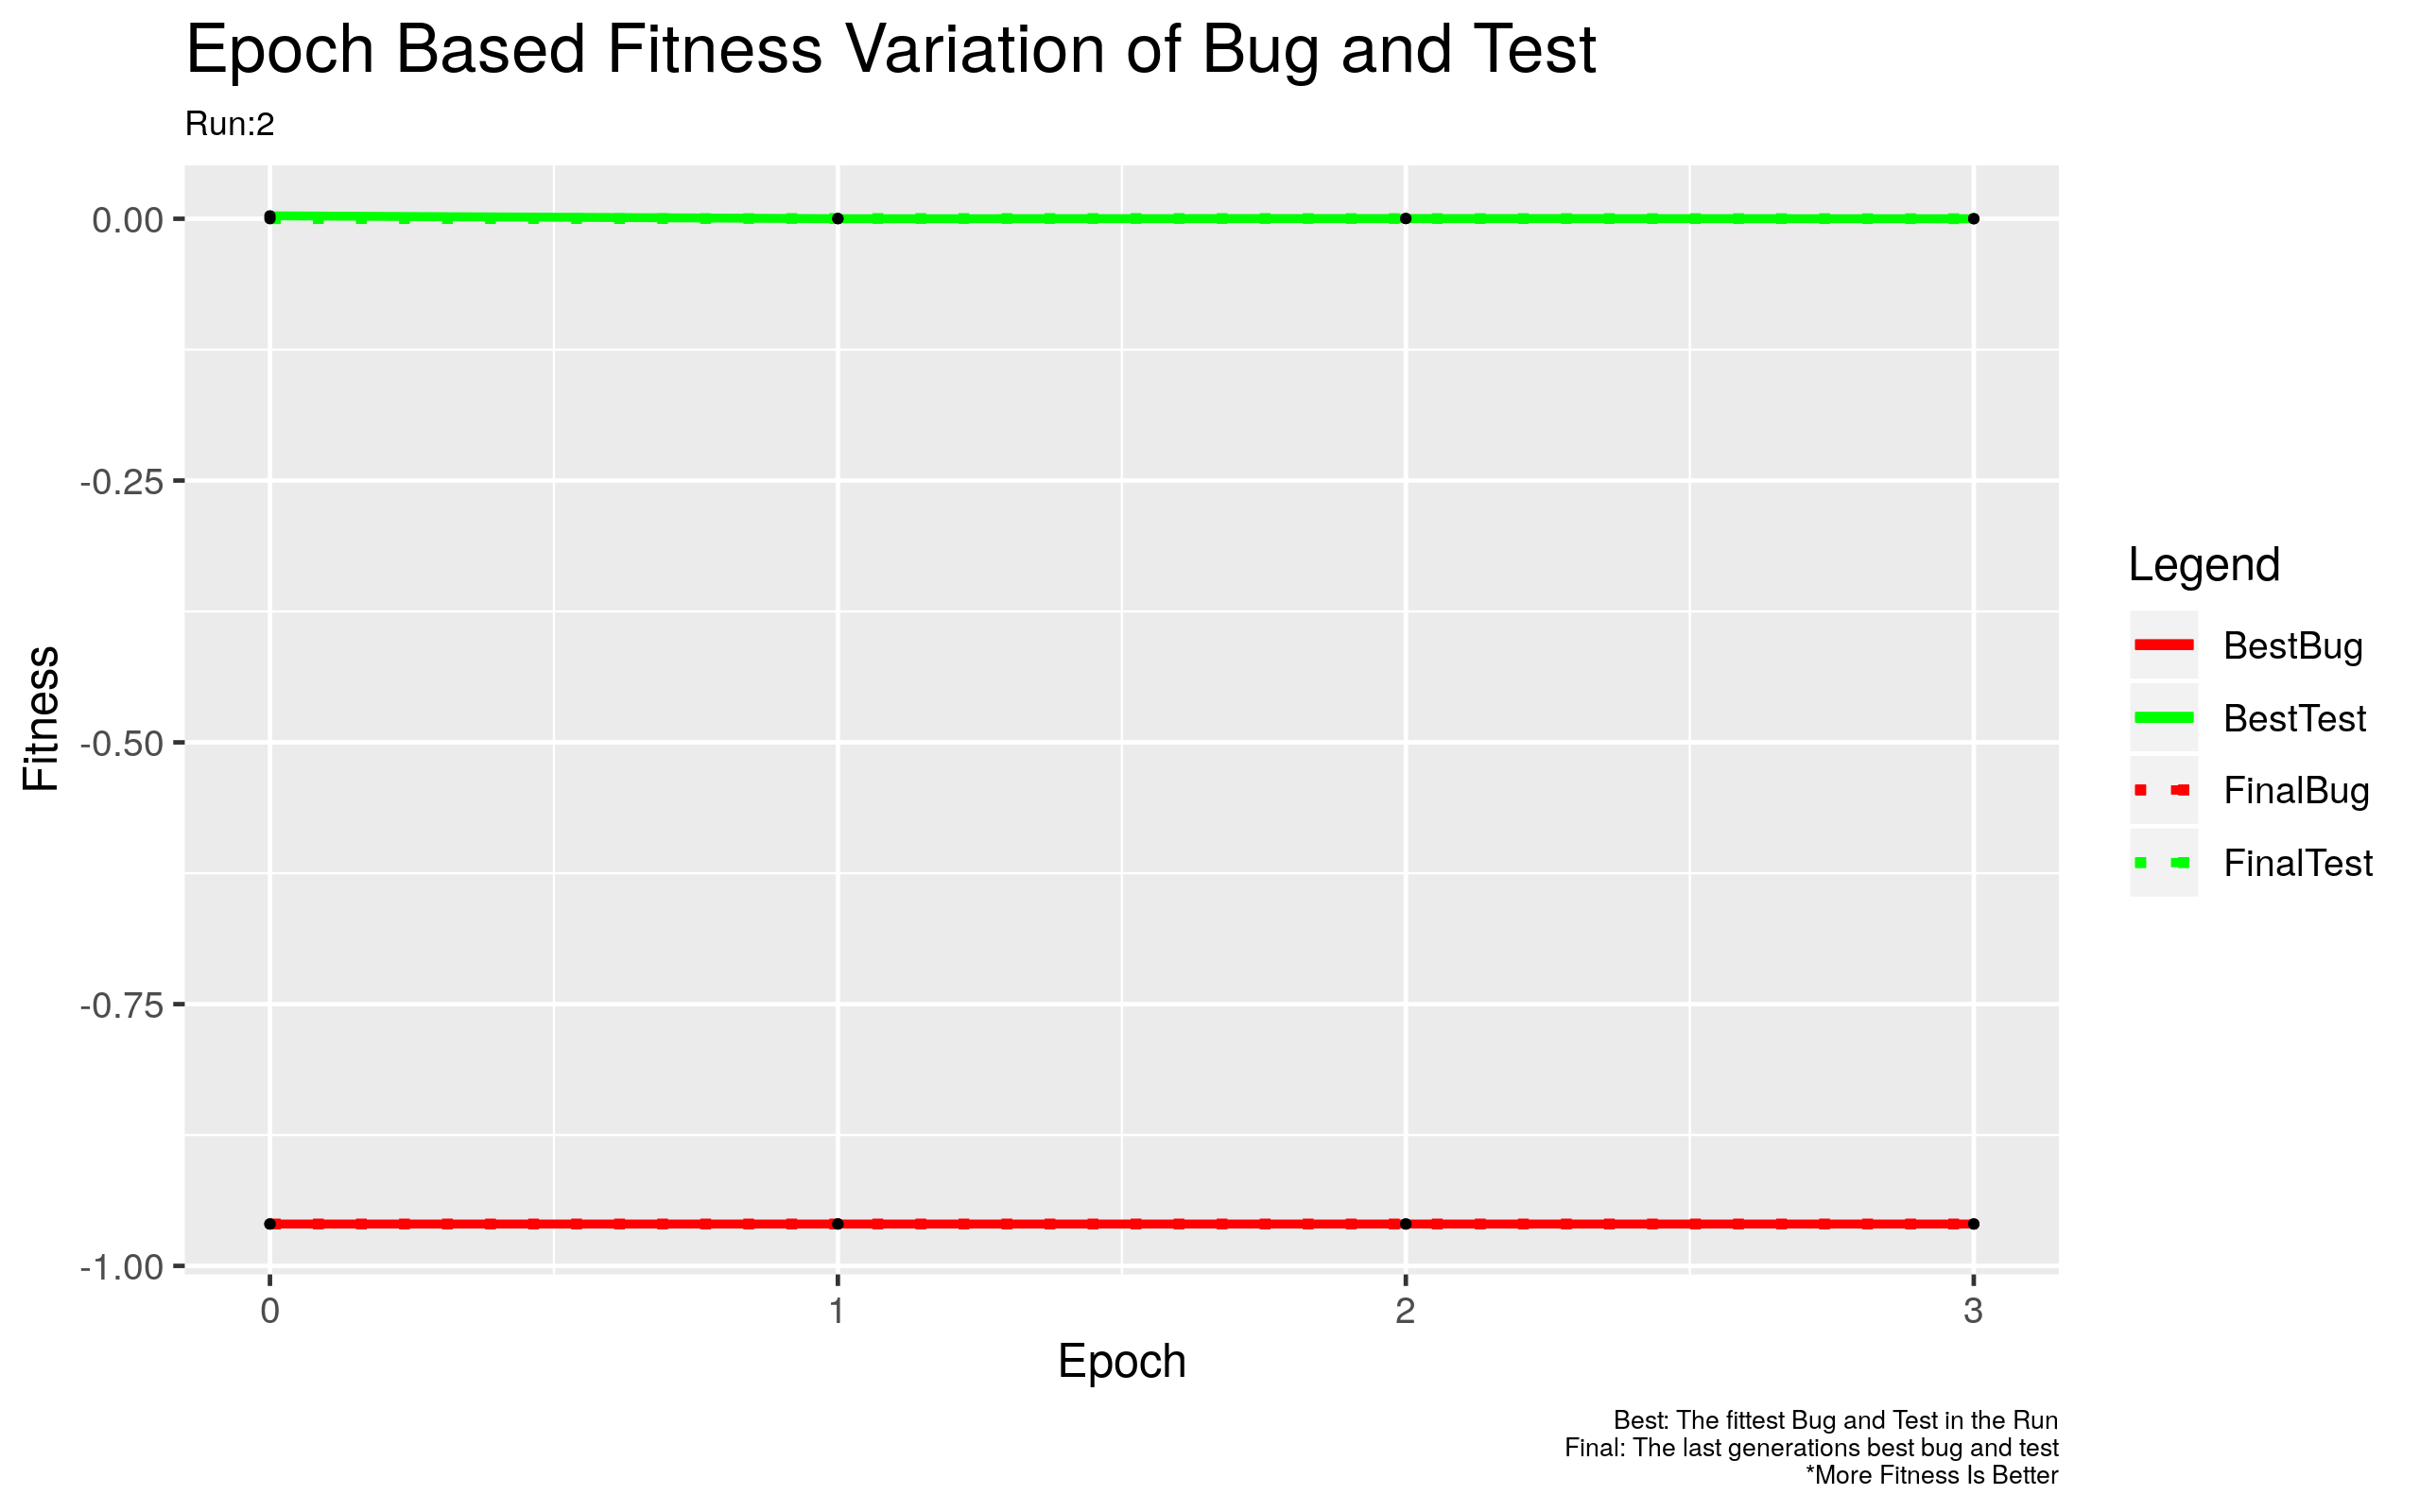 Epoch Based Fitness Variation of Bug and Test
Run:2
0.00
-0.25
-0.50
-0.75
-1.00
Fitness
0
1
2
3
Epoch
Legend
BestBug
BestTest
FinalBug
FinalTest
Best: The fittest Bug and Test in the Run
Final: The last generations best bug and test
*More Fitness Is Better